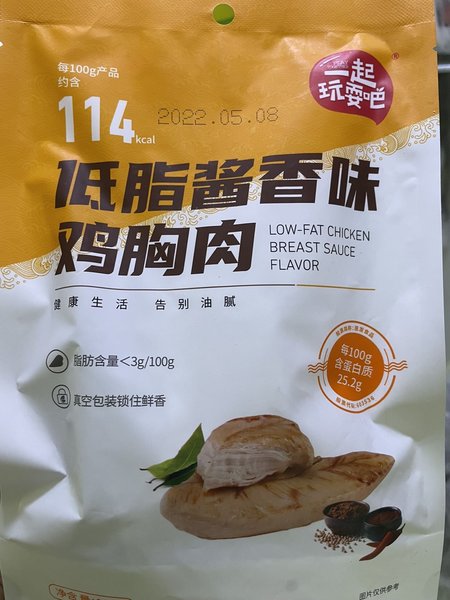 每100g产品
约含
114kcal
2022.05.08
一起
玩耍吧
®
低脂酱香味
鸡胸肉
LOW-FAT CHICKEN
BREAST SAUCE
FLAVOR
健康生活 告别油腻
脂肪含量<3g/100g
真空包装锁住鲜香
每100g
含蛋白质
25.2g
图片仅供参考